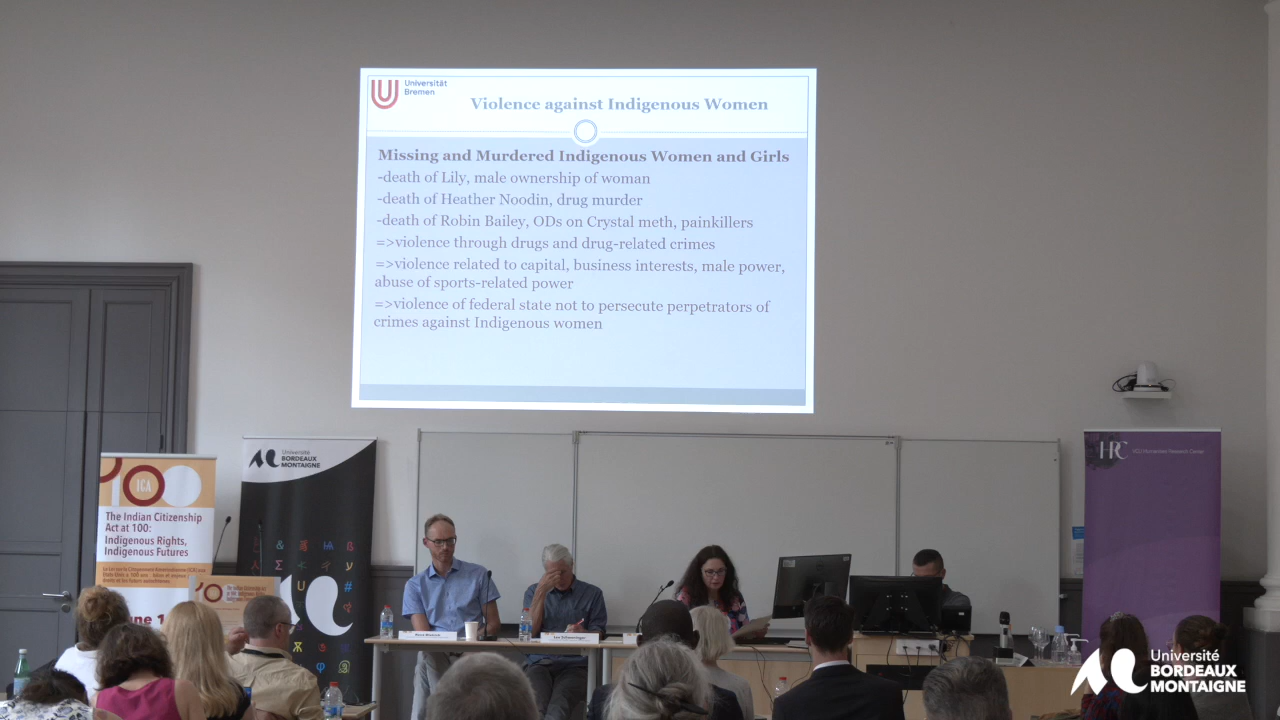 Universität
Bremen
Violence against Indigenous Women
Missing and Murdered Indigenous Women and Girls
-death of Lily, male ownership of woman
-death of Heather Noodin, drug murder
-death of Robin Bailey, ODs on Crystal meth, painkillers
=>violence through drugs and drug-related crimes
=>violence related to capital, business interests, male power,
abuse of sports-related power
=>violence of federal state not to persecute perpetrators of
crimes against Indigenous women
100
ICA
The Indian Citizenship
Act at 100:
Indigenous Rights,
Indigenous Futures
Université
BORDEAUX
MONTAIGNE
HRC
Humanities Research Center
Université
BORDEAUX
MONTAIGNE